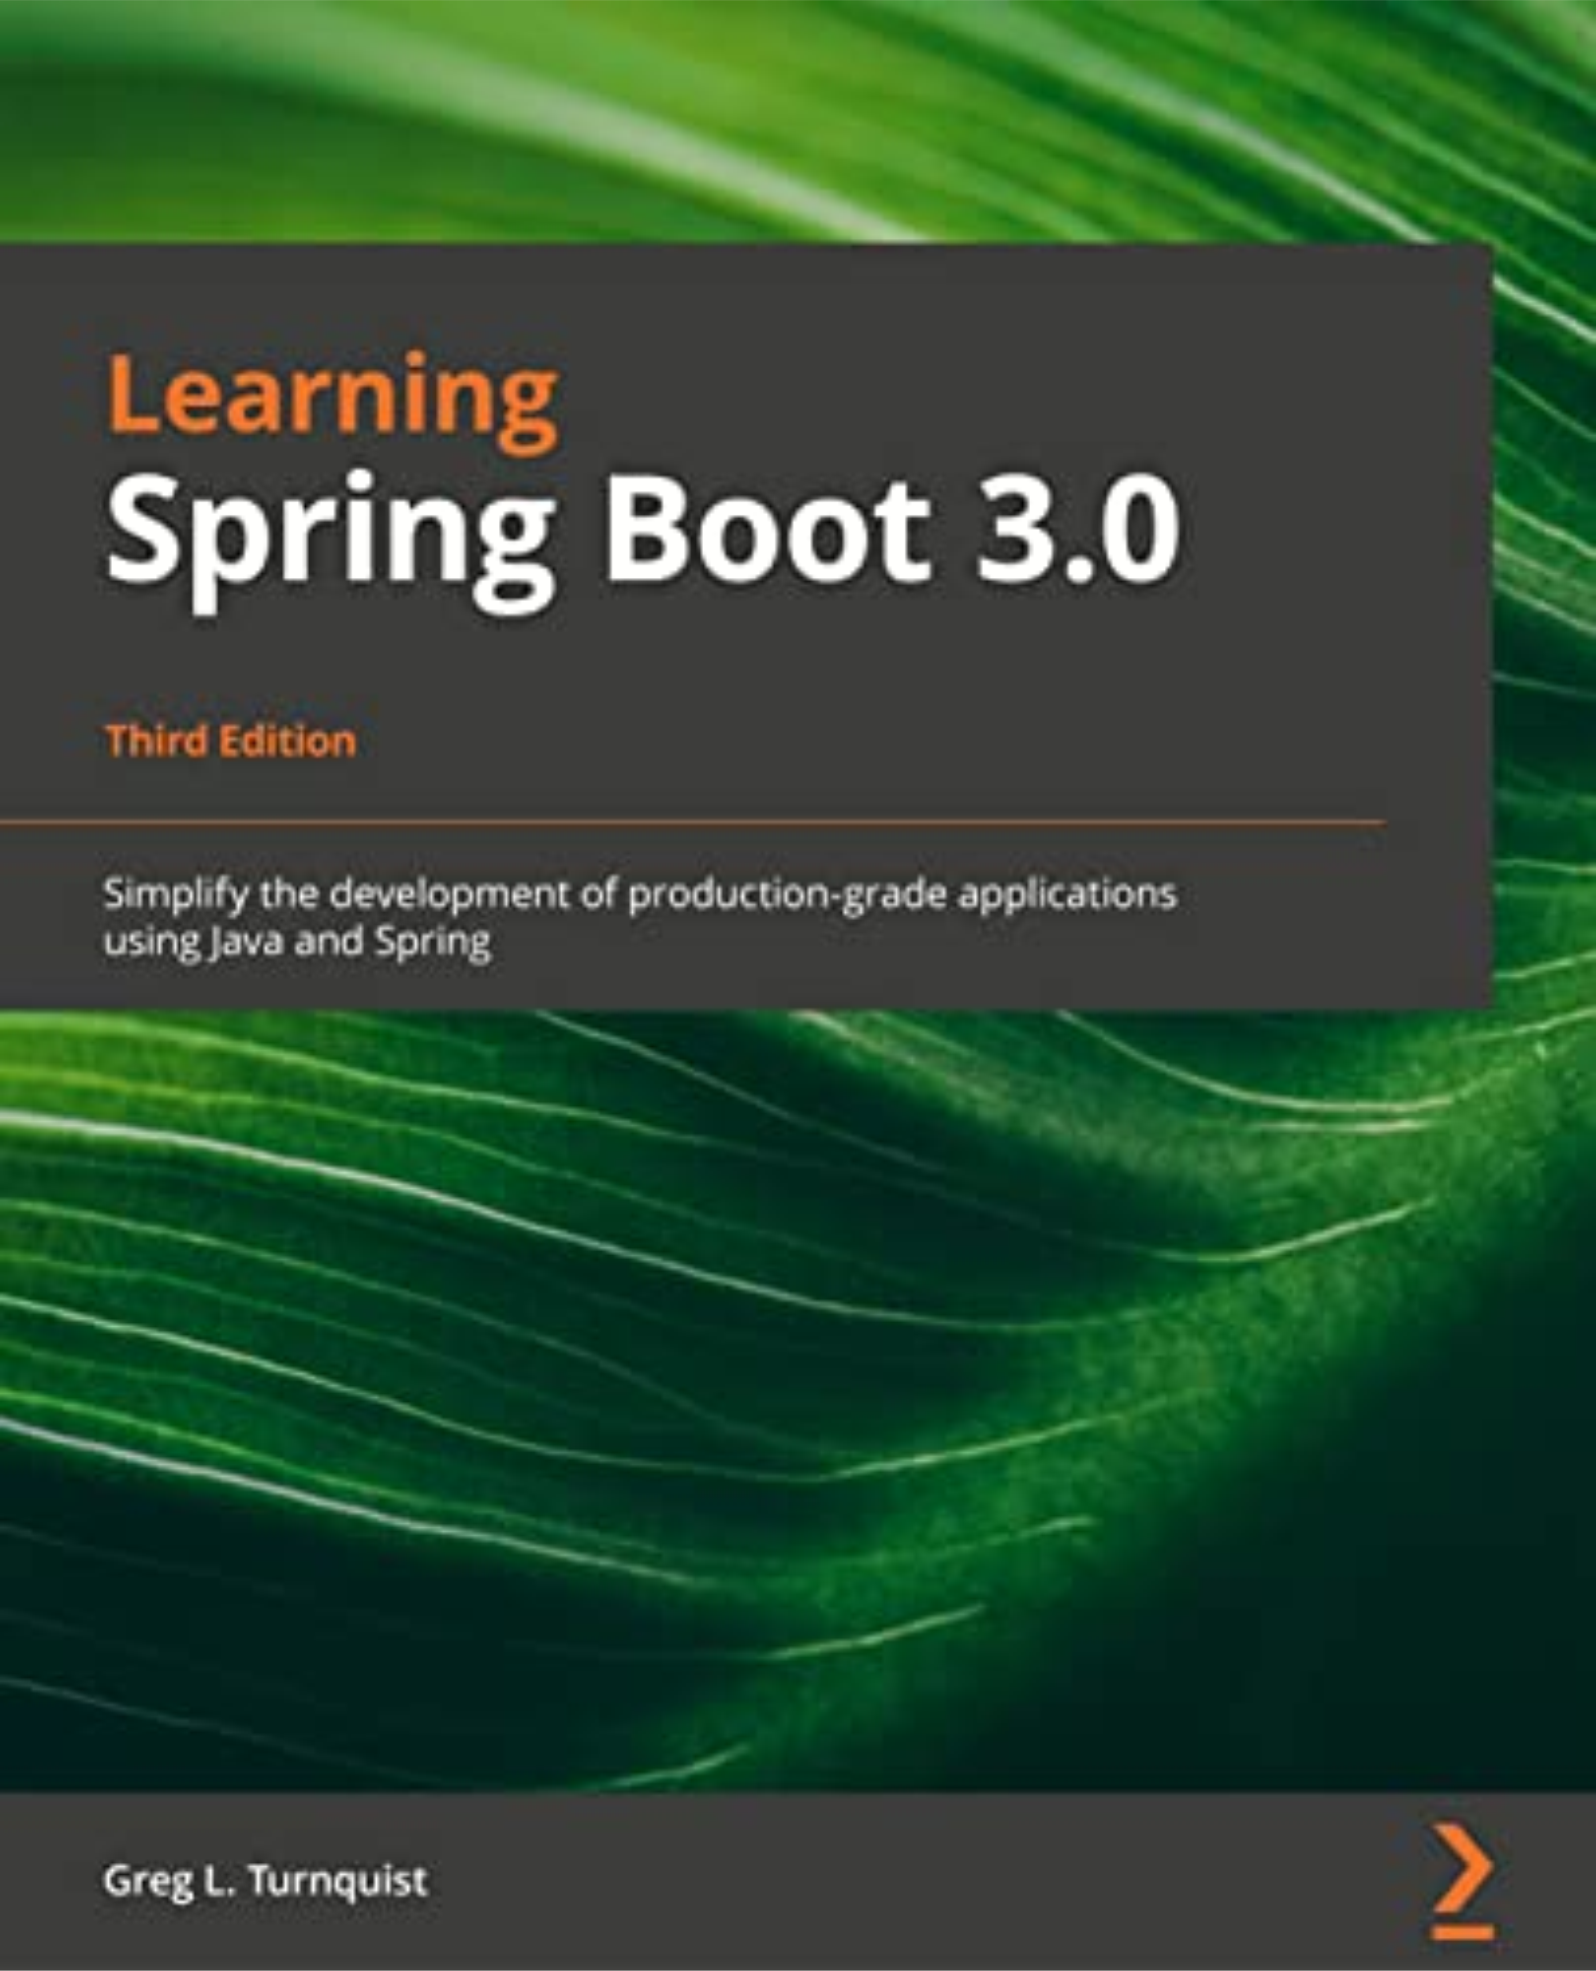 Learning
Spring Boot 3.0
Third Edition
Simplify the development of production-grade applications
using Java and Spring
Greg L. Turnquist